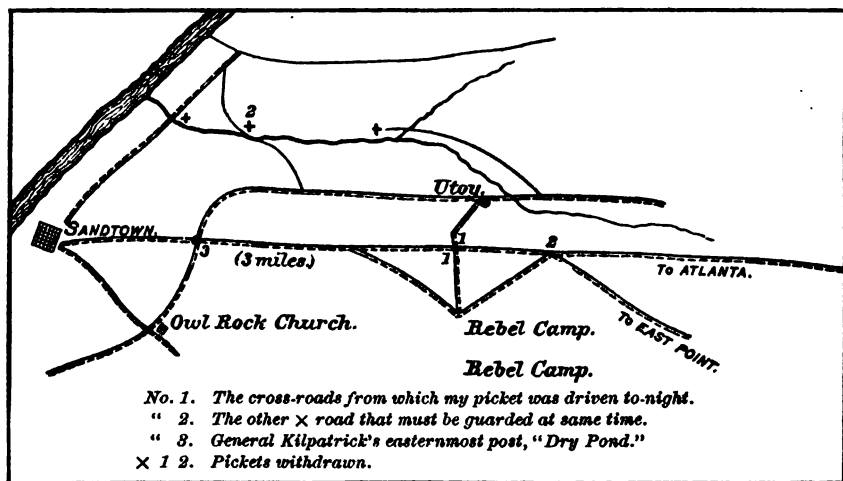 2
Utoy.
SANDTOWN.
1
3
(3 miles.)
1
2
TO ATLANTA.
Owl Rock Church.
Rebel Camp.
TO EAST POINT.
Rebel Camp.
No. 1. The cross-roads from which my picket was driven to-night.
“ 2. The other × road that must be guarded at same time.
“ 3. General Kilpatrick's easternmost post, “Dry Pond.”
× 1 2. Pickets withdrawn.